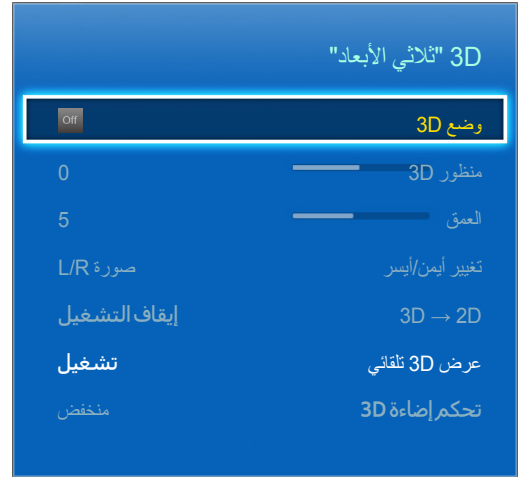 3D "ثلاثي الأبعاد"
وضع 3D Off
منظور 3D 0
العمق 5
تغيير أيمن/أيسر صورة L/R
3D → 2D إيقاف التشغيل
عرض 3D تلقائي تشغيل
تحكم إضاءة 3D منخفض